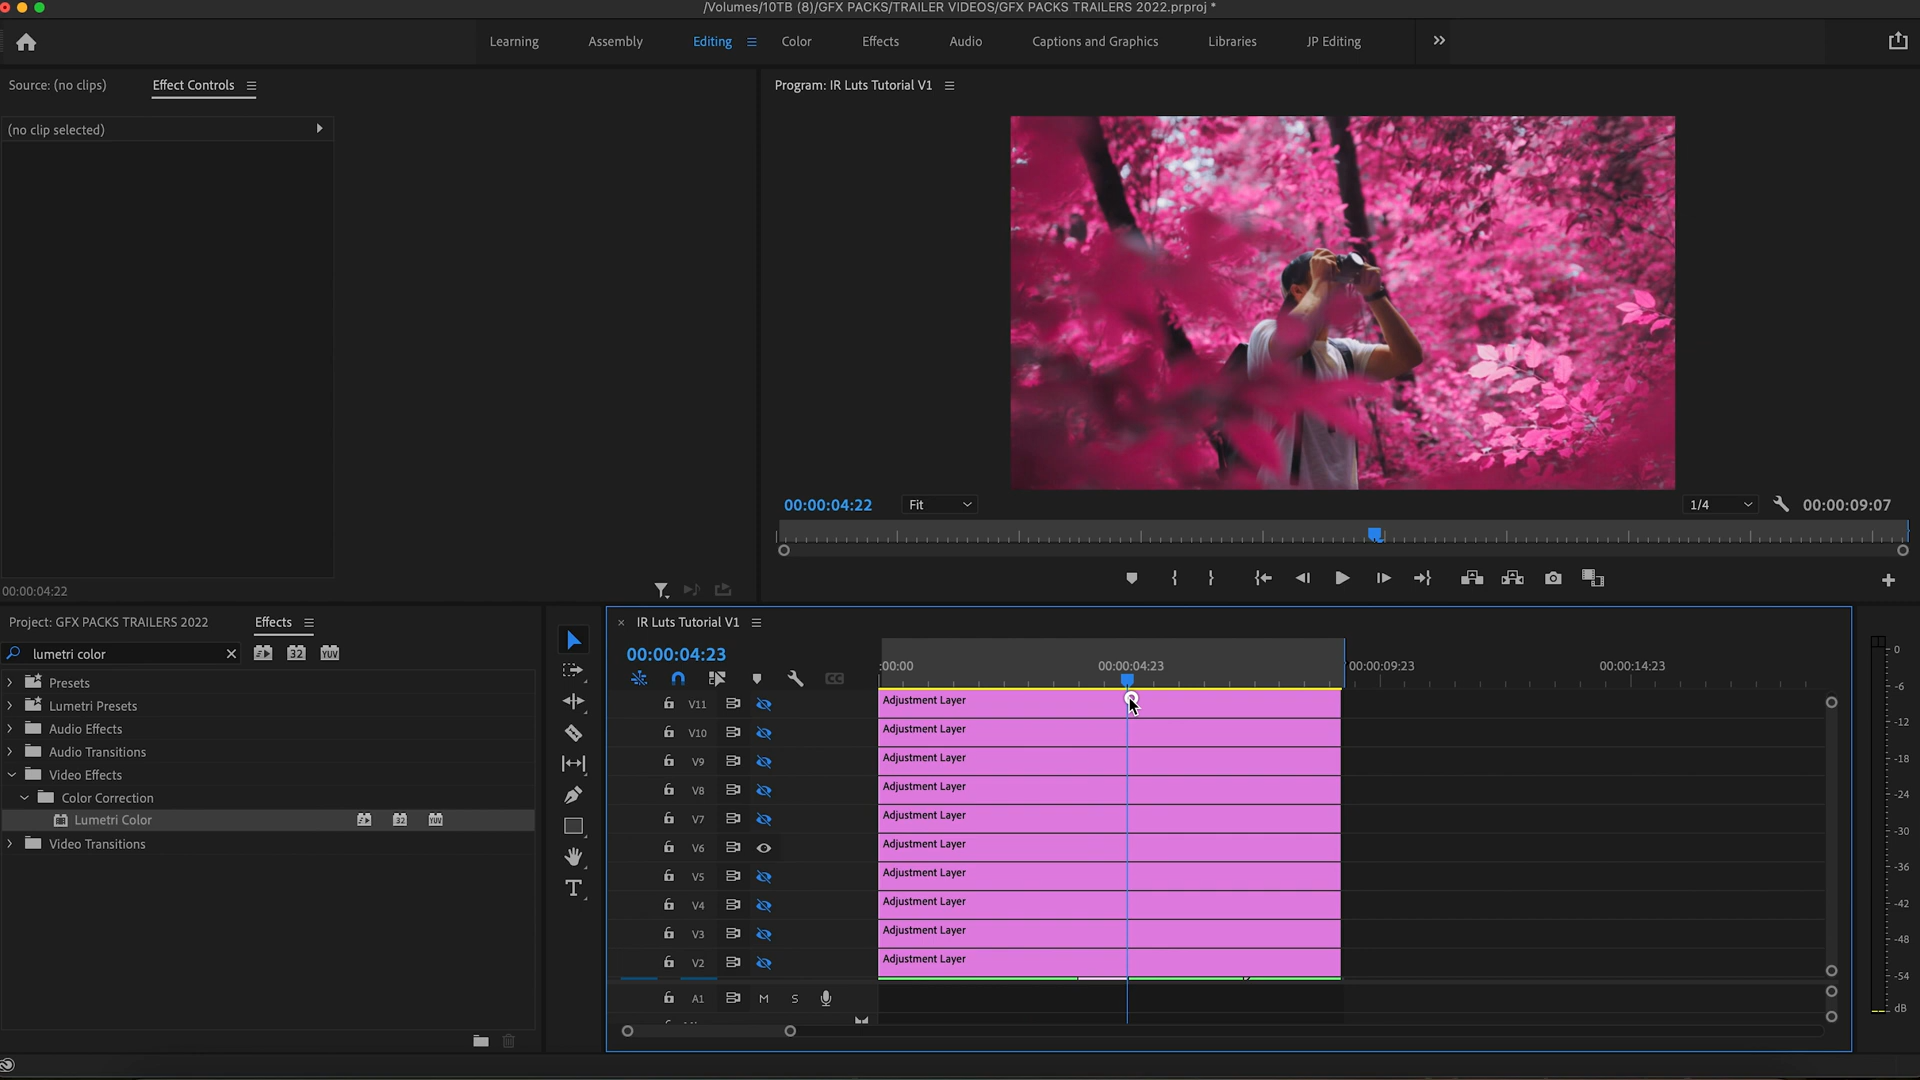 /Volumes/10TB (8)/GFX PACKS/TRAILER VIDEOS/GFX PACKS TRAILERS 2022.prproj *
Learning Assembly Editing Color Effects Audio Captions and Graphics Libraries JP Editing
Source: (no clips) Effect Controls
Program: IR Luts Tutorial V1
(no clip selected)
00:00:04:22 Fit 1/4 00:00:09:07
00:00:04:22
Project: GFX PACKS TRAILERS 2022 Effects
lumetri color
32 YUV
Presets
Lumetri Presets
Audio Effects
Audio Transitions
Video Effects
Color Correction
Lumetri Color 32 YUV
Video Transitions
T
IR Luts Tutorial V1
00:00:04:23
:00:00 00:00:04:23 00:00:09:23 00:00:14:23
CC
V11 Adjustment Layer
V10 Adjustment Layer
V9 Adjustment Layer
V8 Adjustment Layer
V7 Adjustment Layer
V6 Adjustment Layer
V5 Adjustment Layer
V4 Adjustment Layer
V3 Adjustment Layer
V2 Adjustment Layer
A1 M S
0
-6
-12
-18
-24
-30
-36
-42
-48
-54
dB